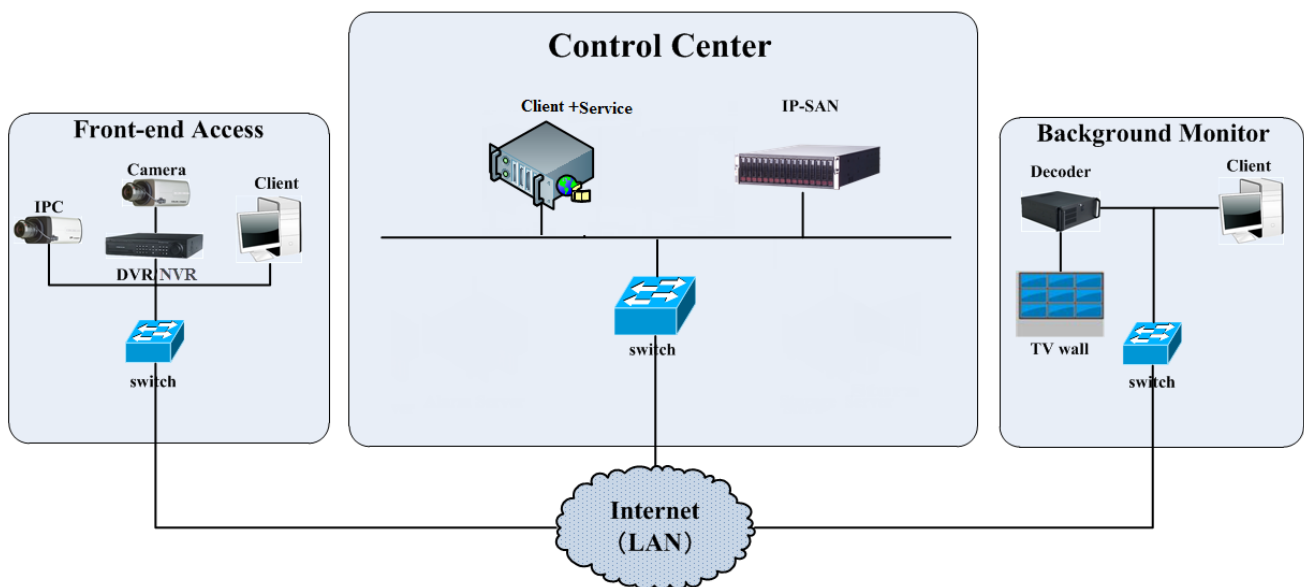 Control Center
Client +Service
IP-SAN
switch
Front-end Access
Camera
Client
IPC
DVR/NVR
switch
Background Monitor
Decoder
Client
TV wall
switch
Internet
（LAN）